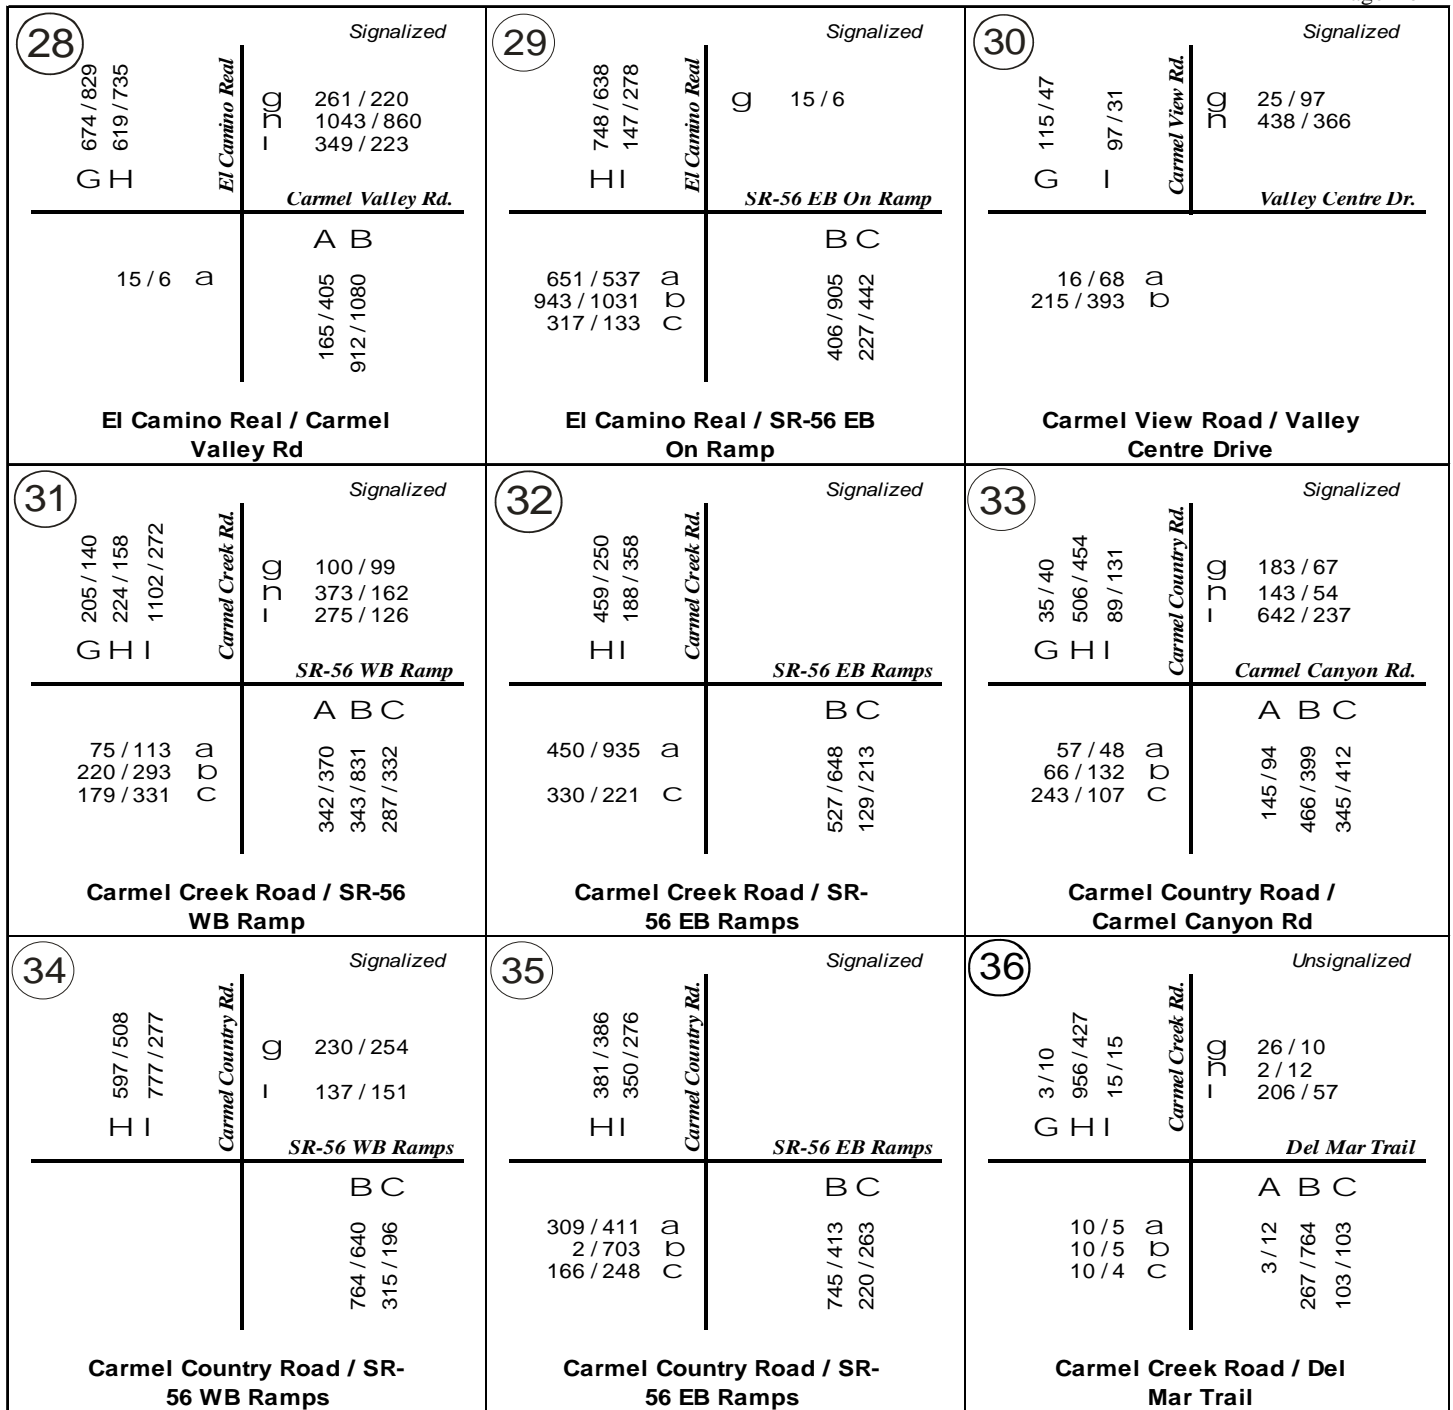 28
Signalized
674 / 829
619 / 735
G H
El Camino Real
g 261 / 220
h 1043 / 860
i 349 / 223
Carmel Valley Rd.
15 / 6 a
A B
165 / 405
912 / 1080
El Camino Real / Carmel
Valley Rd
29
Signalized
748 / 638
147 / 278
H I
El Camino Real
g 15 / 6
SR-56 EB On Ramp
651 / 537 a
943 / 1031 b
317 / 133 c
B C
406 / 905
227 / 442
El Camino Real / SR-56 EB
On Ramp
30
Signalized
115 / 47
97 / 31
G I
Carmel View Rd.
g 25 / 97
h 438 / 366
Valley Centre Dr.
16 / 68 a
215 / 393 b
Carmel View Road / Valley
Centre Drive
31
Signalized
205 / 140
224 / 158
1102 / 272
G H I
Carmel Creek Rd.
g 100 / 99
h 373 / 162
i 275 / 126
SR-56 WB Ramp
75 / 113 a
220 / 293 b
179 / 331 c
A B C
342 / 370
343 / 831
287 / 332
Carmel Creek Road / SR-56
WB Ramp
32
Signalized
459 / 250
188 / 358
H I
Carmel Creek Rd.
SR-56 EB Ramps
450 / 935 a
330 / 221 c
B C
527 / 648
129 / 213
Carmel Creek Road / SR-
56 EB Ramps
33
Signalized
35 / 40
506 / 454
89 / 131
G H I
Carmel Country Rd.
g 183 / 67
h 143 / 54
i 642 / 237
Carmel Canyon Rd.
57 / 48 a
66 / 132 b
243 / 107 c
A B C
145 / 94
466 / 399
345 / 412
Carmel Country Road /
Carmel Canyon Rd
34
Signalized
597 / 508
777 / 277
H I
Carmel Country Rd.
g 230 / 254
i 137 / 151
SR-56 WB Ramps
B C
764 / 640
315 / 196
Carmel Country Road / SR-
56 WB Ramps
35
Signalized
381 / 386
350 / 276
H I
Carmel Country Rd.
SR-56 EB Ramps
309 / 411 a
2 / 703 b
166 / 248 c
B C
745 / 413
220 / 263
Carmel Country Road / SR-
56 EB Ramps
36
Unsignalized
3 / 10
956 / 427
15 / 15
G H I
Carmel Creek Rd.
g 26 / 10
h 2 / 12
i 206 / 57
Del Mar Trail
10 / 5 a
10 / 5 b
10 / 4 c
A B C
3 / 12
267 / 764
103 / 103
Carmel Creek Road / Del
Mar Trail